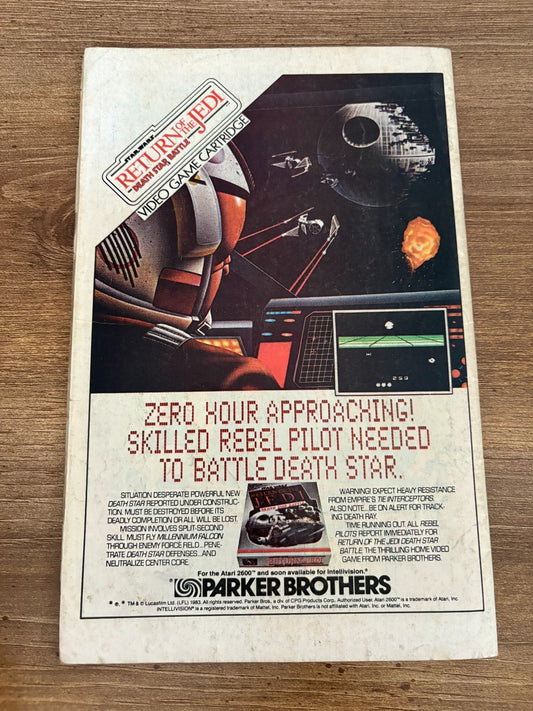 STAR WARS
RETURN OF THE JEDI
DEATH STAR BATTLE
VIDEO GAME CARTRIDGE
259
ZERO HOUR APPROACHING!
SKILLED REBEL PILOT NEEDED
TO BATTLE DEATH STAR.
SITUATION DESPERATE! POWERFUL NEW
DEATH STAR REPORTED UNDER CONSTRUC-
TION. MUST BE DESTROYED BEFORE ITS
DEADLY COMPLETION OR ALL WILL BE LOST.
MISSION INVOLVES SPLIT-SECOND
SKILL. MUST FLY MILLENNIUM FALCON
THROUGH ENEMY FORCE FIELD...PENE-
TRATE DEATH STAR DEFENSES...AND
NEUTRALIZE CENTER CORE.
JEDI
WARNING! EXPECT HEAVY RESISTANCE
FROM EMPIRE'S TIE INTERCEPTORS.
ALSO NOTE...BE ON ALERT FOR TRACK-
ING DEATH RAY.
TIME RUNNING OUT. ALL REBEL
PILOTS REPORT IMMEDIATELY FOR
RETURN OF THE JEDI DEATH STAR
BATTLE. THE THRILLING HOME VIDEO
GAME FROM PARKER BROTHERS.
For the Atari 2600™ and soon available for Intellivision.®
PARKER BROTHERS
* ®, ®, TM & © Lucasfilm Ltd. (LFL) 1983. All rights reserved. Parker Bros., a div. of CPG Products Corp., Authorized User. Atari 2600™ is a trademark of Atari, Inc.
INTELLIVISION® is a registered trademark of Mattel, Inc. Parker Brothers is not affiliated with Atari, Inc. or Mattel, Inc.